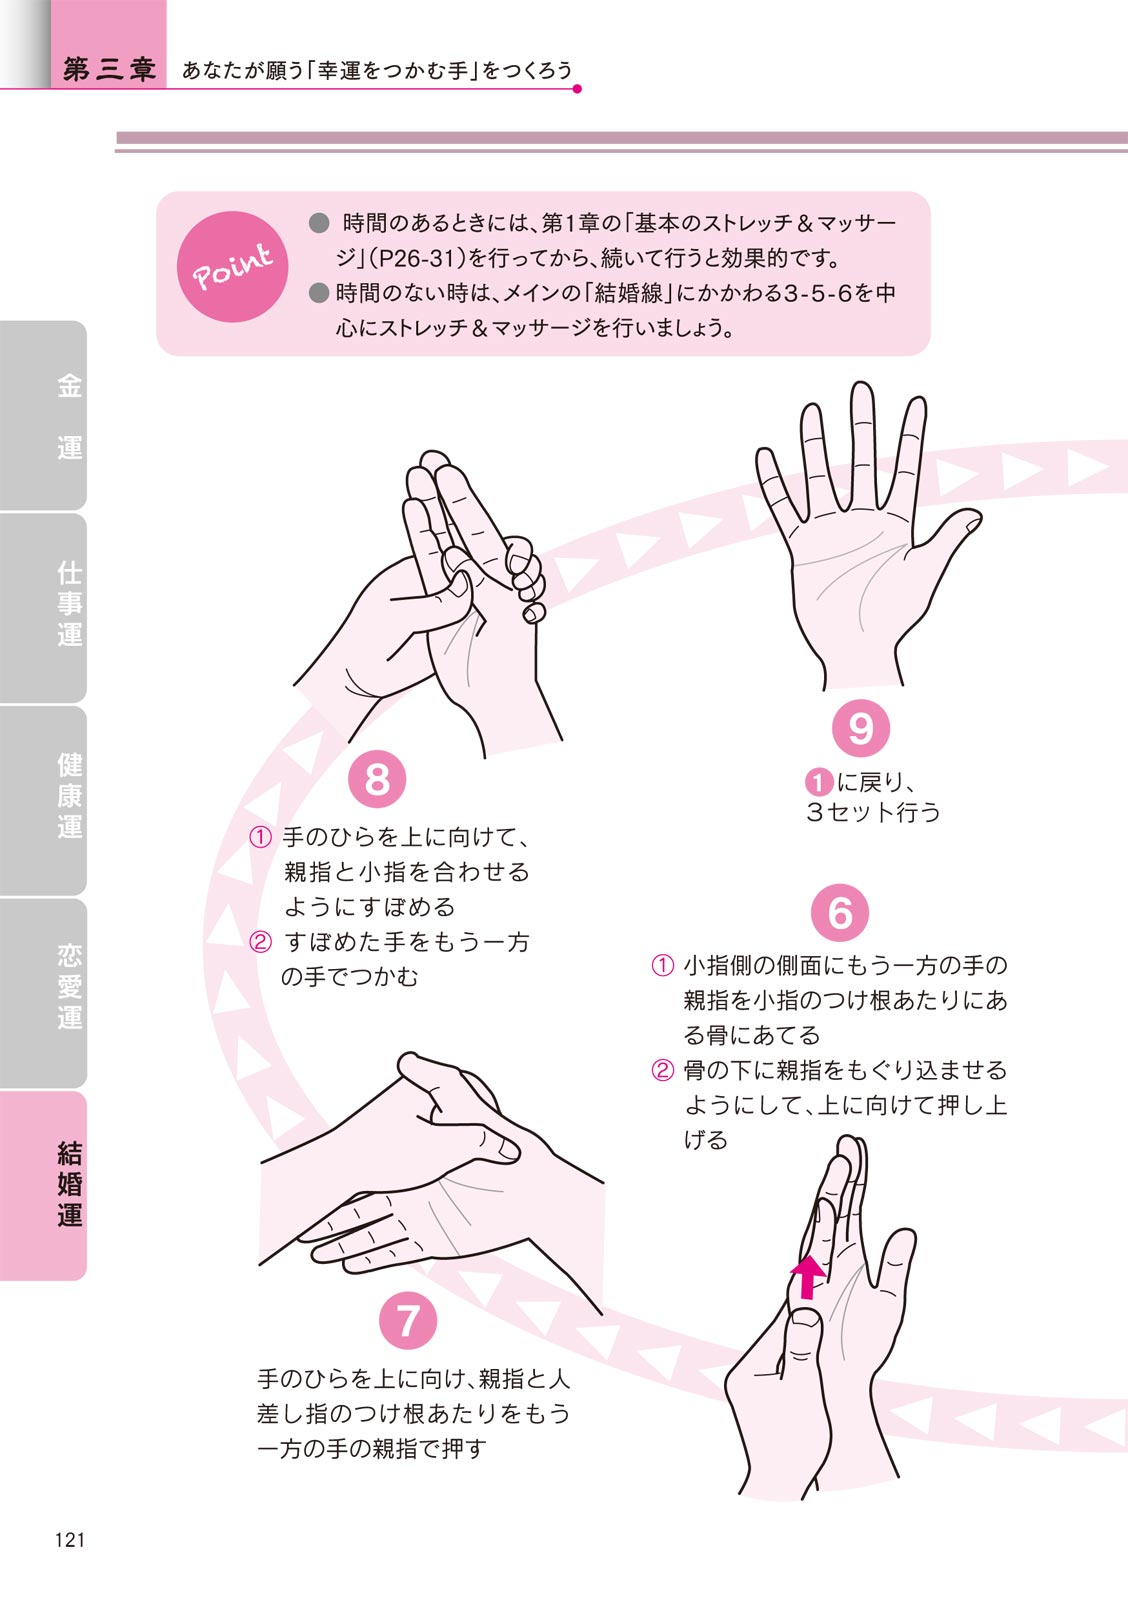 第三章 あなたが願う「幸運をつかむ手」をつくろう
Point
● 時間のあるときには、第1章の「基本のストレッチ＆マッサー
ジ」（P26-31）を行ってから、続いて行うと効果的です。
● 時間のない時は、メインの「結婚線」にかかわる3-5-6を中
心にストレッチ＆マッサージを行いましょう。
金運
仕事運
健康運
恋愛運
結婚運
6
① 小指側の側面にもう一方の手の
親指を小指のつけ根あたりにあ
る骨にあてる
② 骨の下に親指をもぐり込ませる
ようにして、上に向けて押し上
げる
7
手のひらを上に向け、親指と人
差し指のつけ根あたりをもう
一方の手の親指で押す
8
① 手のひらを上に向けて、
親指と小指を合わせる
ようにすぼめる
② すぼめた手をもう一方
の手でつかむ
9
1に戻り、
3セット行う
121